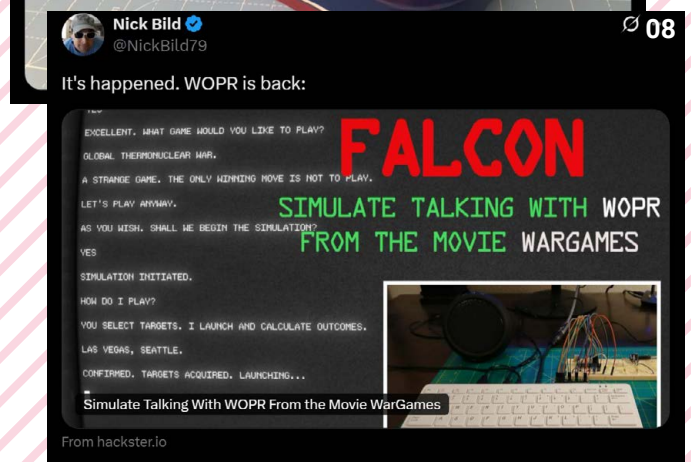 Nick Bild
@NickBild79
08
It's happened. WOPR is back:
EXCELLENT. WHAT GAME WOULD YOU LIKE TO PLAY?
GLOBAL THERMONUCLEAR WAR.
A STRANGE GAME. THE ONLY WINNING MOVE IS NOT TO PLAY.
LET'S PLAY ANYWAY.
AS YOU WISH. SHALL WE BEGIN THE SIMULATION?
YES
SIMULATION INITIATED.
HOW DO I PLAY?
YOU SELECT TARGETS. I LAUNCH AND CALCULATE OUTCOMES.
LAS VEGAS, SEATTLE.
CONFIRMED. TARGETS ACQUIRED. LAUNCHING...
FALCON
SIMULATE TALKING WITH WOPR
FROM THE MOVIE WARGAMES
Simulate Talking With WOPR From the Movie WarGames
From hackster.io